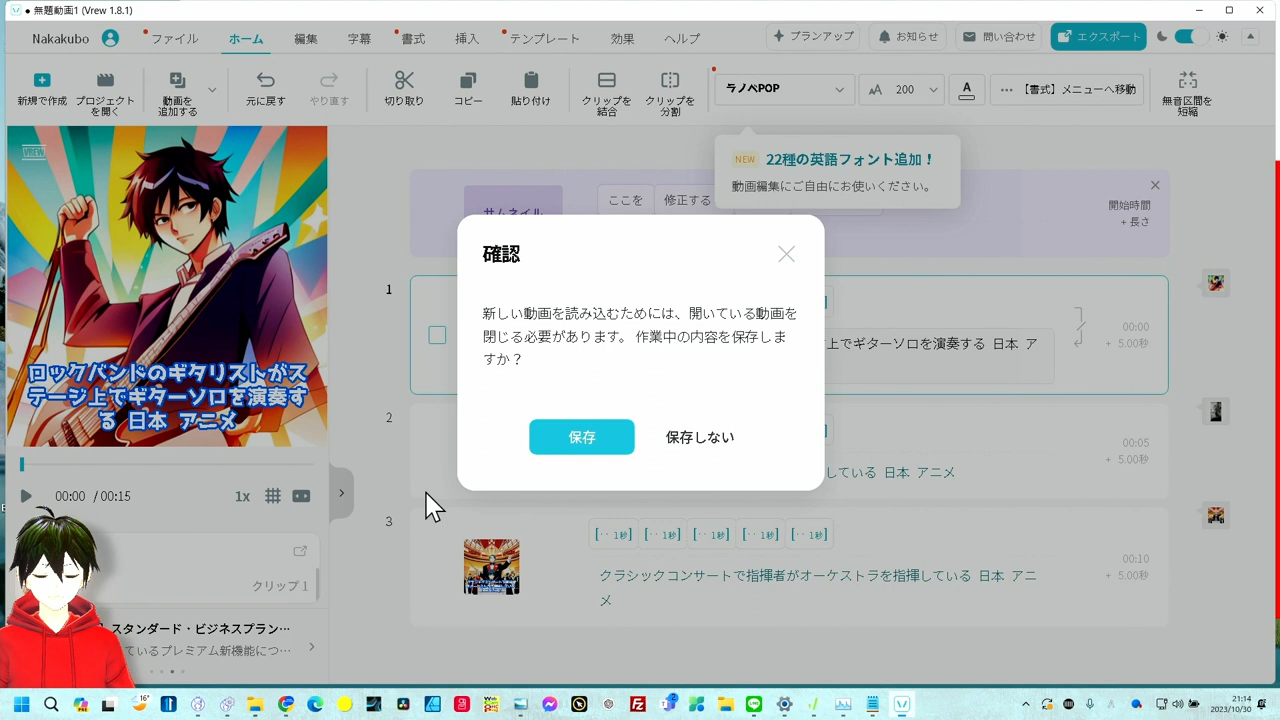 ● 無題動画1 (Vrew 1.8.1)
Nakakubo ファイル ホーム 編集 字幕 書式 挿入 テンプレート 効果 ヘルプ プランアップ お知らせ 問い合わせ エクスポート
新規で作成 プロジェクトを開く 動画を追加する 元に戻す やり直す 切り取り コピー 貼り付け クリップを結合 クリップを分割 ラノベPOP 200 A 【書式】メニューへ移動 無音区間を短縮
VREW
NEW 22種の英語フォント追加！
動画編集にご自由にお使いください。
サムネイル ここを 修正する
開始時間
+ 長さ
確認
新しい動画を読み込むためには、開いている動画を
閉じる必要があります。 作業中の内容を保存しま
すか？
保存 保存しない
1
上でギターソロを演奏する 日本 ア
00:00
+ 5.00秒
ロックバンドのギタリストがス
テージ上でギターソロを演奏す
る 日本 アニメ
2
している 日本 アニメ
00:05
+ 5.00秒
00:00 / 00:15 1x
3
[·· 1秒] [·· 1秒] [·· 1秒] [·· 1秒] [·· 1秒]
クラシックコンサートで指揮者がオーケストラを指揮している 日本 アニ
メ
00:10
+ 5.00秒
クリップ 1
スタンダード・ビジネスプラン…
ているプレミアム新機能につ…
16°
21:14
2023/10/30